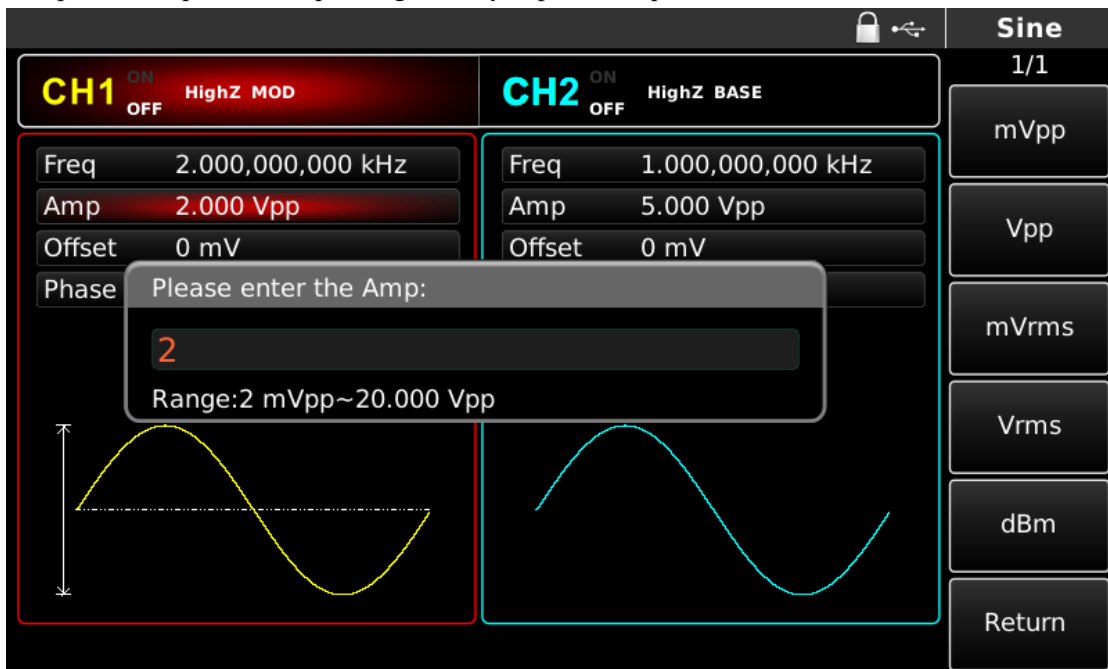 Sine
1/1
CH1 ON OFF HighZ MOD
CH2 ON OFF HighZ BASE
Freq 2.000,000,000 kHz
Amp 2.000 Vpp
Offset 0 mV
Phase
Freq 1.000,000,000 kHz
Amp 5.000 Vpp
Offset 0 mV
Please enter the Amp:
2
Range:2 mVpp~20.000 Vpp
mVpp
Vpp
mVrms
Vrms
dBm
Return